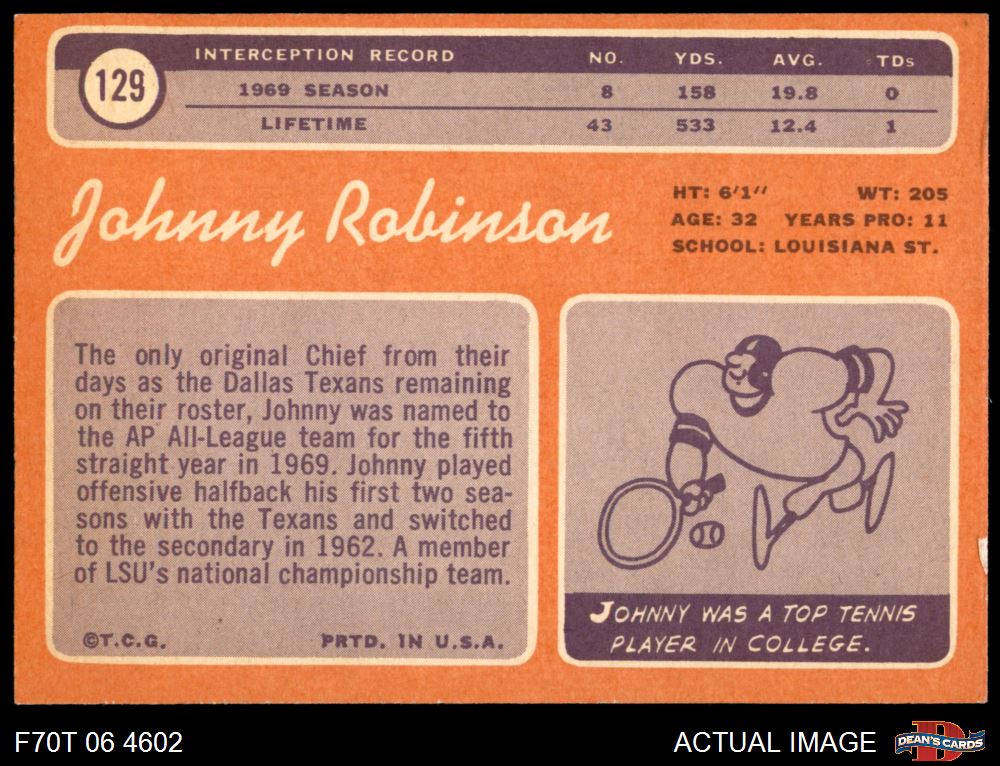 129
INTERCEPTION RECORD NO. YDS. AVG. TDs
1969 SEASON 8 158 19.8 0
LIFETIME 43 533 12.4 1
Johnny Robinson
HT: 6'1" WT: 205
AGE: 32 YEARS PRO: 11
SCHOOL: LOUISIANA ST.
The only original Chief from their
days as the Dallas Texans remaining
on their roster, Johnny was named to
the AP All-League team for the fifth
straight year in 1969. Johnny played
offensive halfback his first two sea-
sons with the Texans and switched
to the secondary in 1962. A member
of LSU's national championship team.
©T.C.G. PRTD. IN U.S.A.
JOHNNY WAS A TOP TENNIS
PLAYER IN COLLEGE.
F70T 06 4602 ACTUAL IMAGE D DEAN'S CARDS